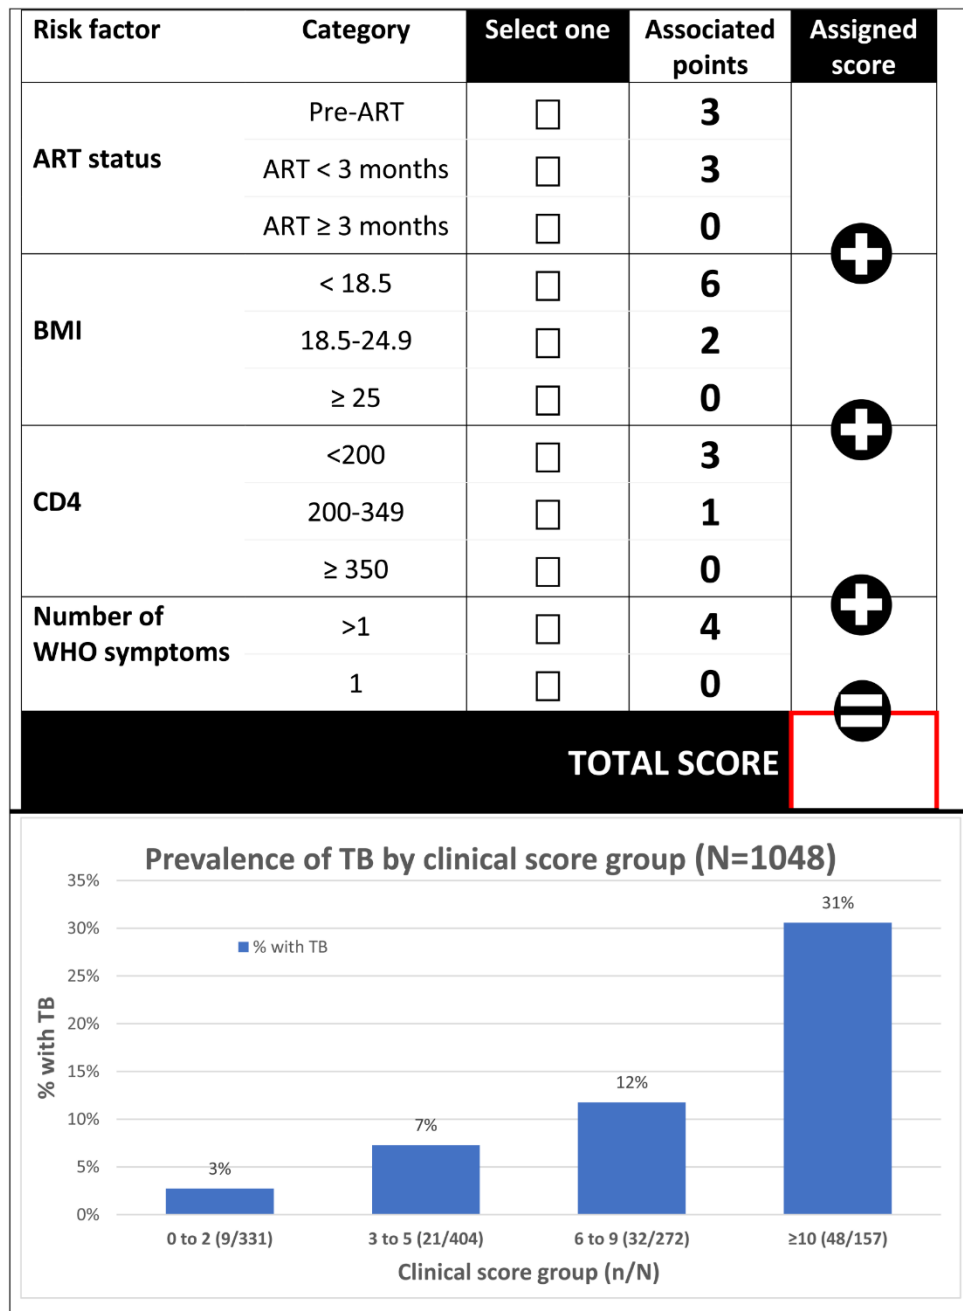 Risk factor Category Select one Associated points Assigned score
ART status
Pre-ART 3
ART < 3 months 3
ART ≥ 3 months 0
BMI
< 18.5 6
18.5-24.9 2
≥ 25 0
CD4
<200 3
200-349 1
≥ 350 0
Number of
WHO symptoms
>1 4
1 0
TOTAL SCORE
Prevalence of TB by clinical score group (N=1048)
% with TB
% with TB
35%
30%
25%
20%
15%
10%
5%
0%
3%
7%
12%
31%
0 to 2 (9/331) 3 to 5 (21/404) 6 to 9 (32/272) ≥10 (48/157)
Clinical score group (n/N)